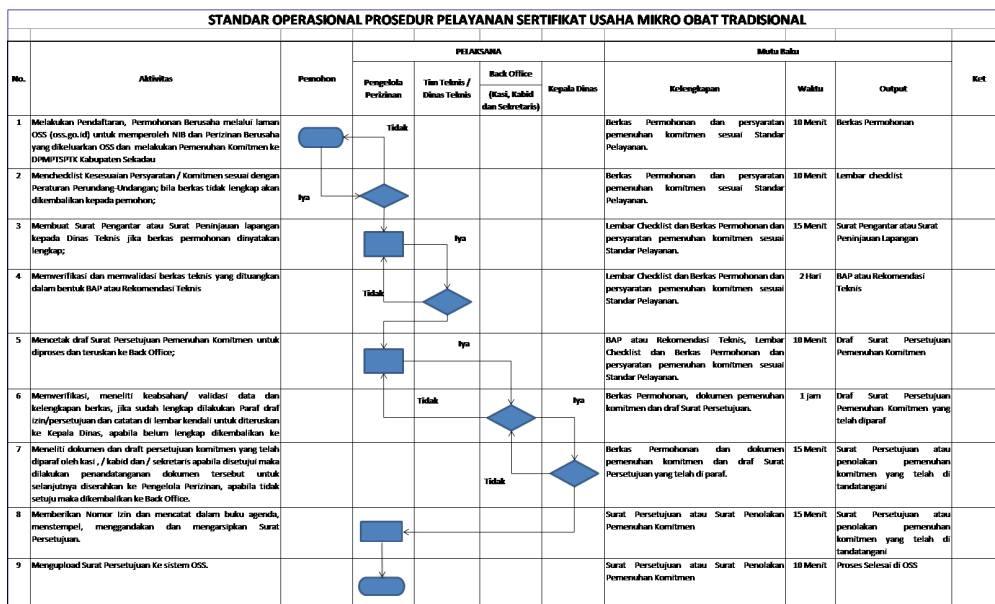 STANDAR OPERASIONAL PROSEDUR PELAYANAN SERTIFIKAT USAHA MIKRO OBAT TRADISIONAL
No.
Aktivitas
Pemohon
PELAKSANA
Mutu Baku
Ket
Pengelola
Perizinan
Tim Teknis /
Dinas Teknis
Back Office
(Kasi, Kabid
dan Sekretaris)
Kepala Dinas
Kelengkapan
Waktu
Output
1
Melakukan Pendaftaran, Permohonan Berusaha melalui laman
OSS (oss.go.id) untuk memperoleh NIB dan Perizinan Berusaha
yang dikeluarkan OSS dan melakukan Pemenuhan Komitmen ke
DPMPTSPTK Kabupaten Sekadau
Tidak
Berkas Permohonan dan persyratan
pemenuhan komitmen sesuai Standar
Pelayanan.
10 Menit
Berkas Permohonan
2
Menchecklist Kesesuaian Persyaratan / Komitmen sesuai dengan
Peraturan Perundang-Undangan; bila berkas tidak lengkap akan
dikembalikan kepada pemohon;
Iya
Berkas Permohonan dan persyaratan
pemenuhan komitmen sesuai Standar
Pelayanan.
10 Menit
Lembar checklist
3
Membuat Surat Pengantar atau Surat Peninjauan lapangan
kepada Dinas Teknis jika berkas permohonan dinyatakan
lengkap;
Iya
Lembar Checklist dan Berkas Permohonan dan
persyaratan pemenuhan komitmen sesuai
Standar Pelayanan.
15 Menit
Surat Pengantar atau Surat
Peninjauan Lapangan
4
Memverifikasi dan memvalidasi berkas teknis yang dituangkan
dalam bentuk BAP atau Rekomendasi Teknis
Tidak
Lembar Checklist dan Berkas Permohonan dan
persyaratan pemenuhan komitmen sesuai
Standar Pelayanan.
2 Hari
BAP atau Rekomendasi
Teknis
5
Mencetak draf Surat Persetujuan Pemenuhan Komitmen untuk
diproses dan teruskan ke Back Office;
Iya
BAP atau Rekomendasi Teknis, Lembar
Checklist dan Berkas Permohonan dan
persyaratan pemenuhan komitmen sesuai
Standar Pelayanan.
10 Menit
Draf Surat Persetujuan
Pemenuhan Komitmen
6
Memverifikasi, meneliti keabsahan/ validasi data dan
kelengkapan berkas, jika sudah lengkap dilakukan Paraf draf
izin/persetujuan dan catatan di lembar kendali untuk diteruskan
ke Kepala Dinas, apabila belum lengkap dikembalikan ke
Tidak
Iya
Berkas Permohonan, dokumen pemenuhan
komitmen dan draf Surat Persetujuan.
1 jam
Draf Surat Persetujuan
Pemenuhan Komitmen yang
telah diparaf
7
Meneliti dokumen dan draft persetujuan komitmen yang telah
diparaf oleh kasi , / kabid dan / sekretaris apabila disetujui maka
dilakukan penandatanganan dokumen tersebut untuk
selanjutnya diserahkan ke Pengelola Perizinan, apabila tidak
setuju maka dikembalikan ke Back Office.
Tidak
Berkas Permohonan dan dokumen
pemenuhan komitmen dan draf Surat
Persetujuan yang telah di paraf.
15 Menit
Surat Persetujuan atau
penolakan pemenuhan
komitmen yang telah di
tandatangani
8
Memberikan Nomor Izin dan mencatat dalam buku agenda,
menstempel, menggandakan dan mengarsipkan Surat
Persetujuan.
Surat Persetujuan atau Surat Penolakan
Pemenuhan Komitmen
15 Menit
Surat Persetujuan atau
penolakan pemenuhan
komitmen yang telah di
tandatangani
9
Mengupload Surat Persetujuan Ke sistem OSS.
Surat Persetujuan atau Surat Penolakan
Pemenuhan Komitmen
10 Menit
Proses Selesai di OSS